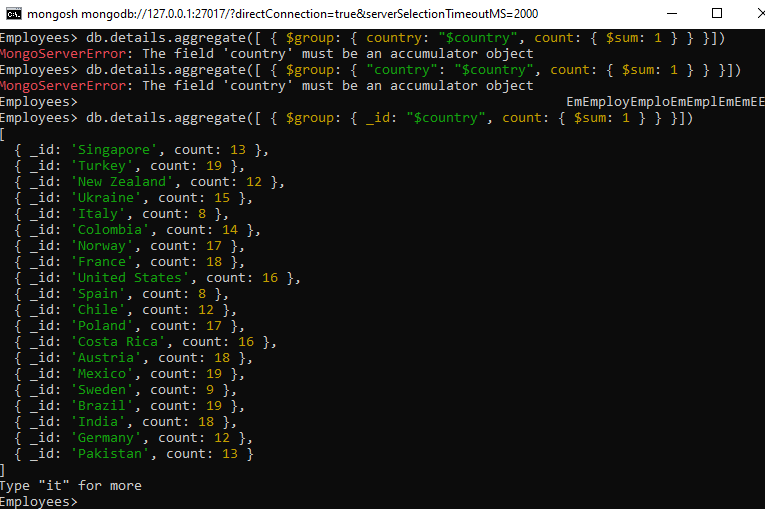 mongosh mongodb://127.0.0.1:27017/?directConnection=true&serverSelectionTimeoutMS=2000
Employees> db.details.aggregate([ { $group: { country: "$country", count: { $sum: 1 } } }])
MongoServerError: The field 'country' must be an accumulator object
Employees> db.details.aggregate([ { $group: { "country": "$country", count: { $sum: 1 } } }])
MongoServerError: The field 'country' must be an accumulator object
Employees> EmEmployEmploEmEmplEmEmEE
Employees> db.details.aggregate([ { $group: { _id: "$country", count: { $sum: 1 } } }])
[
{ _id: 'Singapore', count: 13 },
{ _id: 'Turkey', count: 19 },
{ _id: 'New Zealand', count: 12 },
{ _id: 'Ukraine', count: 15 },
{ _id: 'Italy', count: 8 },
{ _id: 'Colombia', count: 14 },
{ _id: 'Norway', count: 17 },
{ _id: 'France', count: 18 },
{ _id: 'United States', count: 16 },
{ _id: 'Spain', count: 8 },
{ _id: 'Chile', count: 12 },
{ _id: 'Poland', count: 17 },
{ _id: 'Costa Rica', count: 16 },
{ _id: 'Austria', count: 18 },
{ _id: 'Mexico', count: 19 },
{ _id: 'Sweden', count: 9 },
{ _id: 'Brazil', count: 19 },
{ _id: 'India', count: 18 },
{ _id: 'Germany', count: 12 },
{ _id: 'Pakistan', count: 13 }
]
Type "it" for more
Employees>